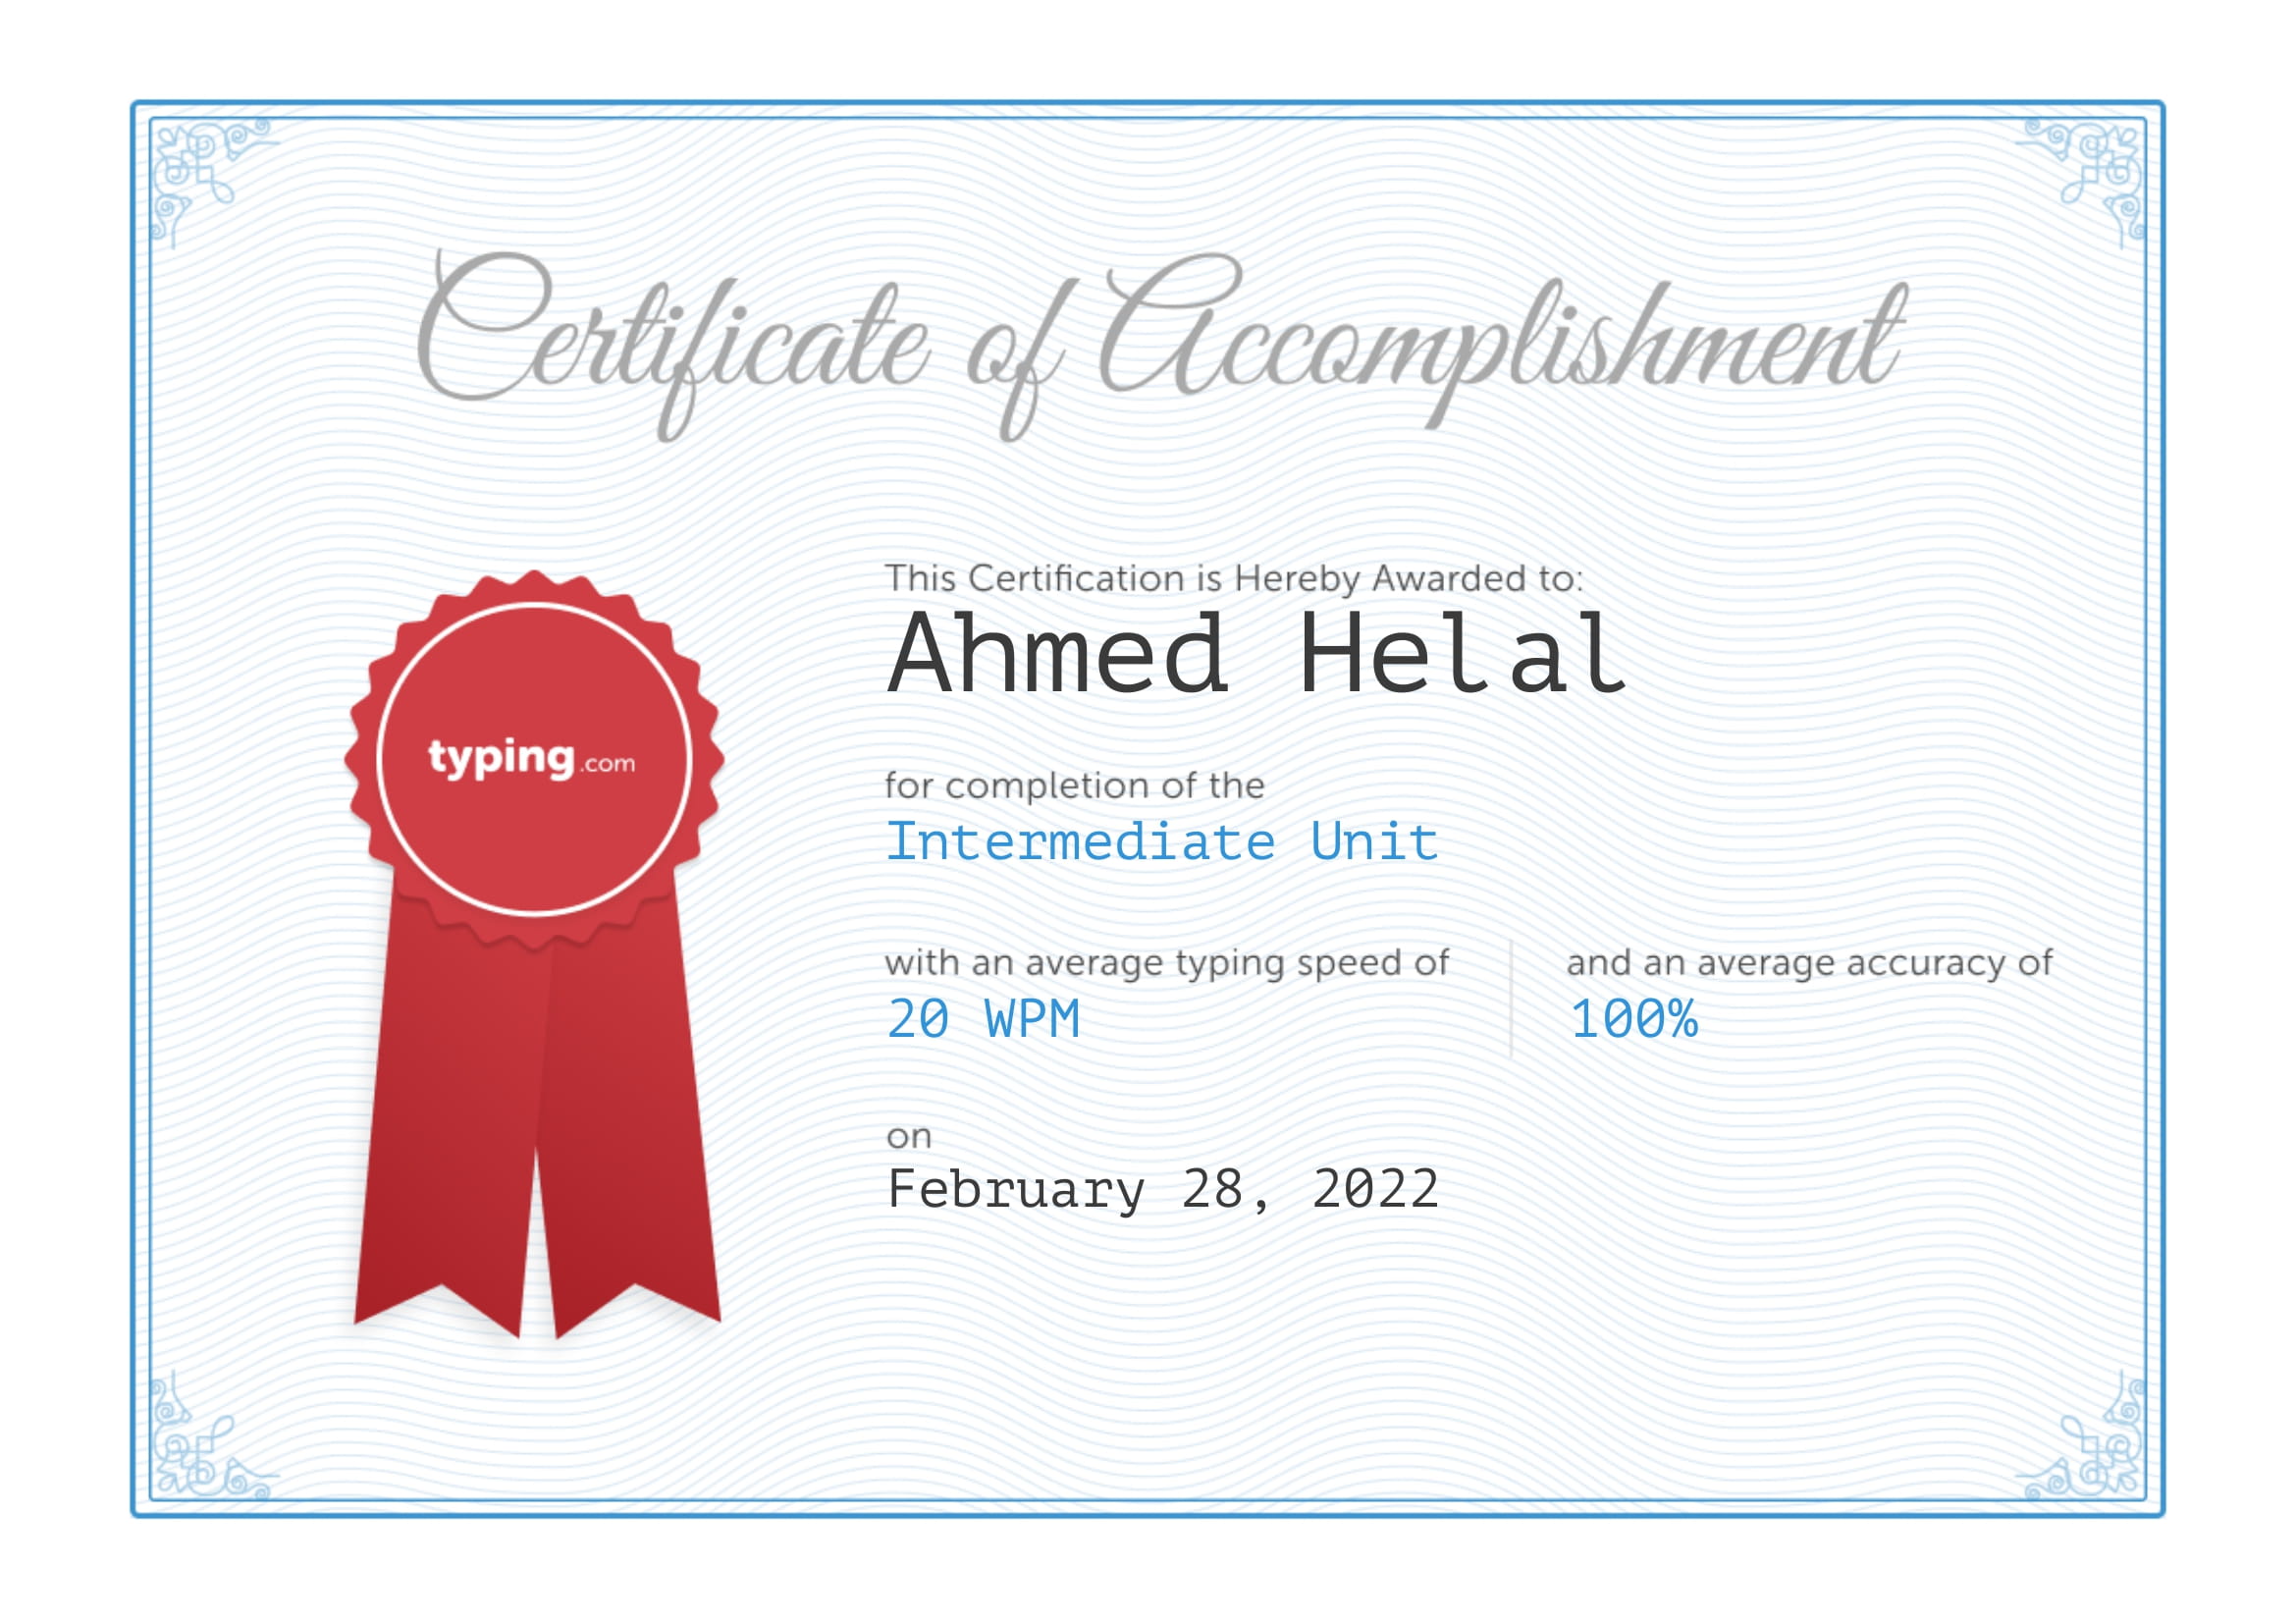 Certificate of Accomplishment
This Certification is Hereby Awarded to:
Ahmed Helal
typing.com
for completion of the
Intermediate Unit
with an average typing speed of
20 WPM
and an average accuracy of
100%
on
February 28, 2022